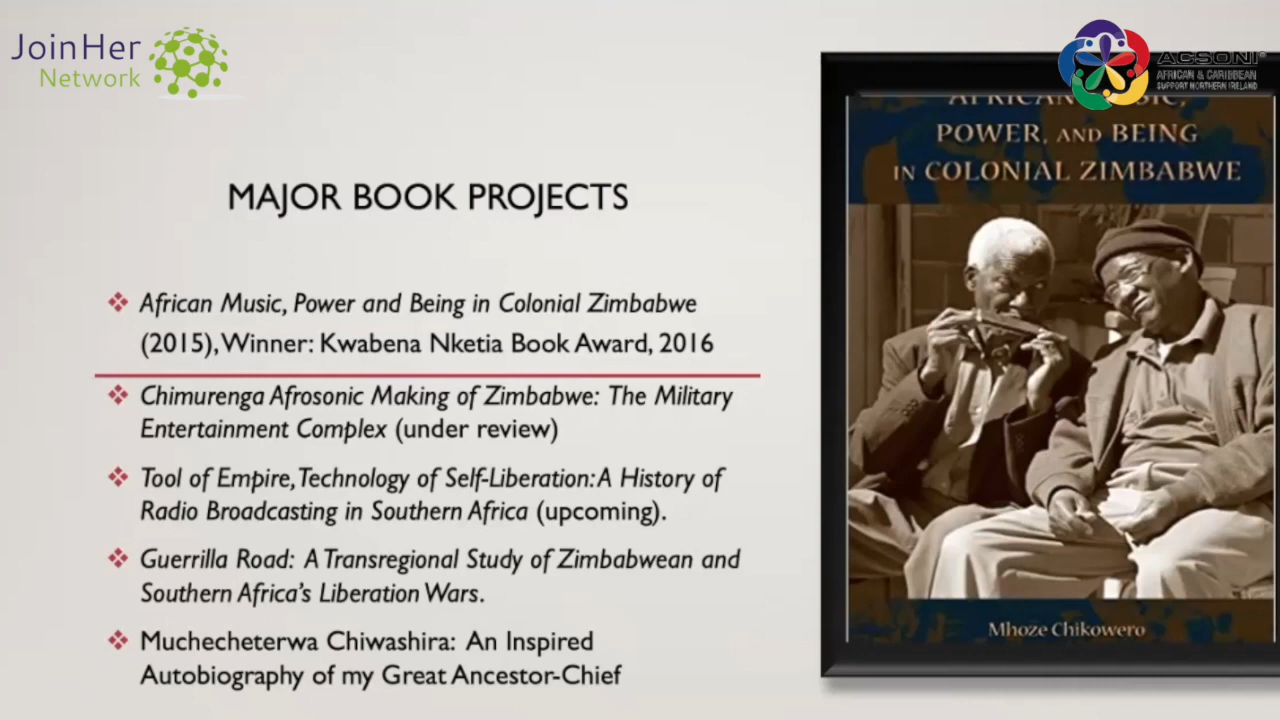 JoinHer
Network
ACSONI
AFRICAN & CARIBBEAN
SUPPORT NORTHERN IRELAND
MAJOR BOOK PROJECTS
African Music, Power and Being in Colonial Zimbabwe
(2015), Winner: Kwabena Nketia Book Award, 2016
Chimurenga Afrosonic Making of Zimbabwe: The Military
Entertainment Complex (under review)
Tool of Empire, Technology of Self-Liberation: A History of
Radio Broadcasting in Southern Africa (upcoming).
Guerrilla Road: A Transregional Study of Zimbabwean and
Southern Africa's Liberation Wars.
Muchecheterwa Chiwashira: An Inspired
Autobiography of my Great Ancestor-Chief
AFRICAN
POWER, AND BEING
IN COLONIAL ZIMBABWE
Mhoze Chikowero